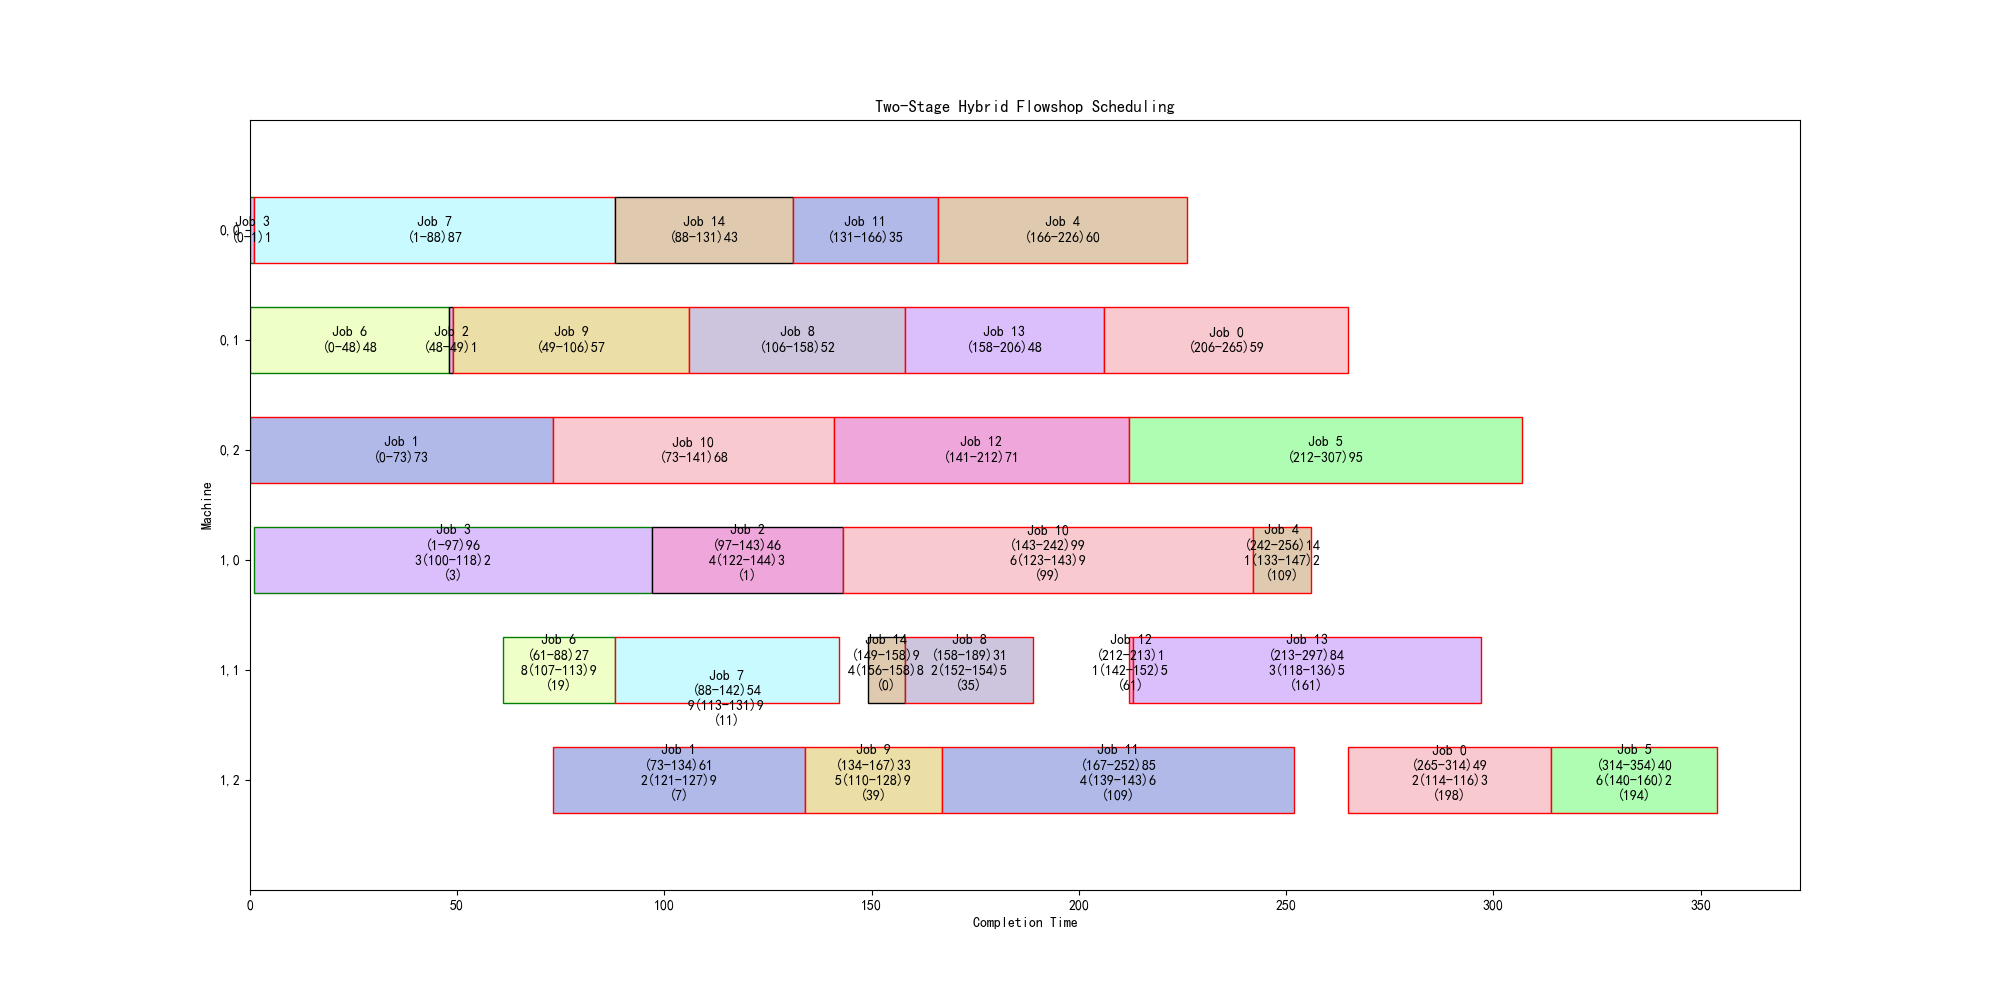 Two-Stage Hybrid Flowshop Scheduling
0,0
Job 3
(0-1)1
Job 7
(1-88)87
Job 14
(88-131)43
Job 11
(131-166)35
Job 4
(166-226)60
0,1
Job 6
(0-48)48
Job 2
(48-49)1
Job 9
(49-106)57
Job 8
(106-158)52
Job 13
(158-206)48
Job 0
(206-265)59
0,2
Job 1
(0-73)73
Job 10
(73-141)68
Job 12
(141-212)71
Job 5
(212-307)95
Machine
1,0
Job 3
(1-97)96
3(100-118)2
(3)
Job 2
(97-143)46
4(122-144)3
(1)
Job 10
(143-242)99
6(123-143)9
(99)
Job 4
(242-256)14
1(133-147)2
(109)
1,1
Job 6
(61-88)27
8(107-113)9
(19)
Job 7
(88-142)54
9(113-131)9
(11)
Job 14
(149-158)9
4(156-158)8
(0)
Job 8
(158-189)31
2(152-154)5
(35)
Job 12
(212-213)1
1(142-152)5
(61)
Job 13
(213-297)84
3(118-136)5
(161)
1,2
Job 1
(73-134)61
2(121-127)9
(7)
Job 9
(134-167)33
5(110-128)9
(39)
Job 11
(167-252)85
4(139-143)6
(109)
Job 0
(265-314)49
2(114-116)3
(198)
Job 5
(314-354)40
6(140-160)2
(194)
0
50
100
150
200
250
300
350
Completion Time